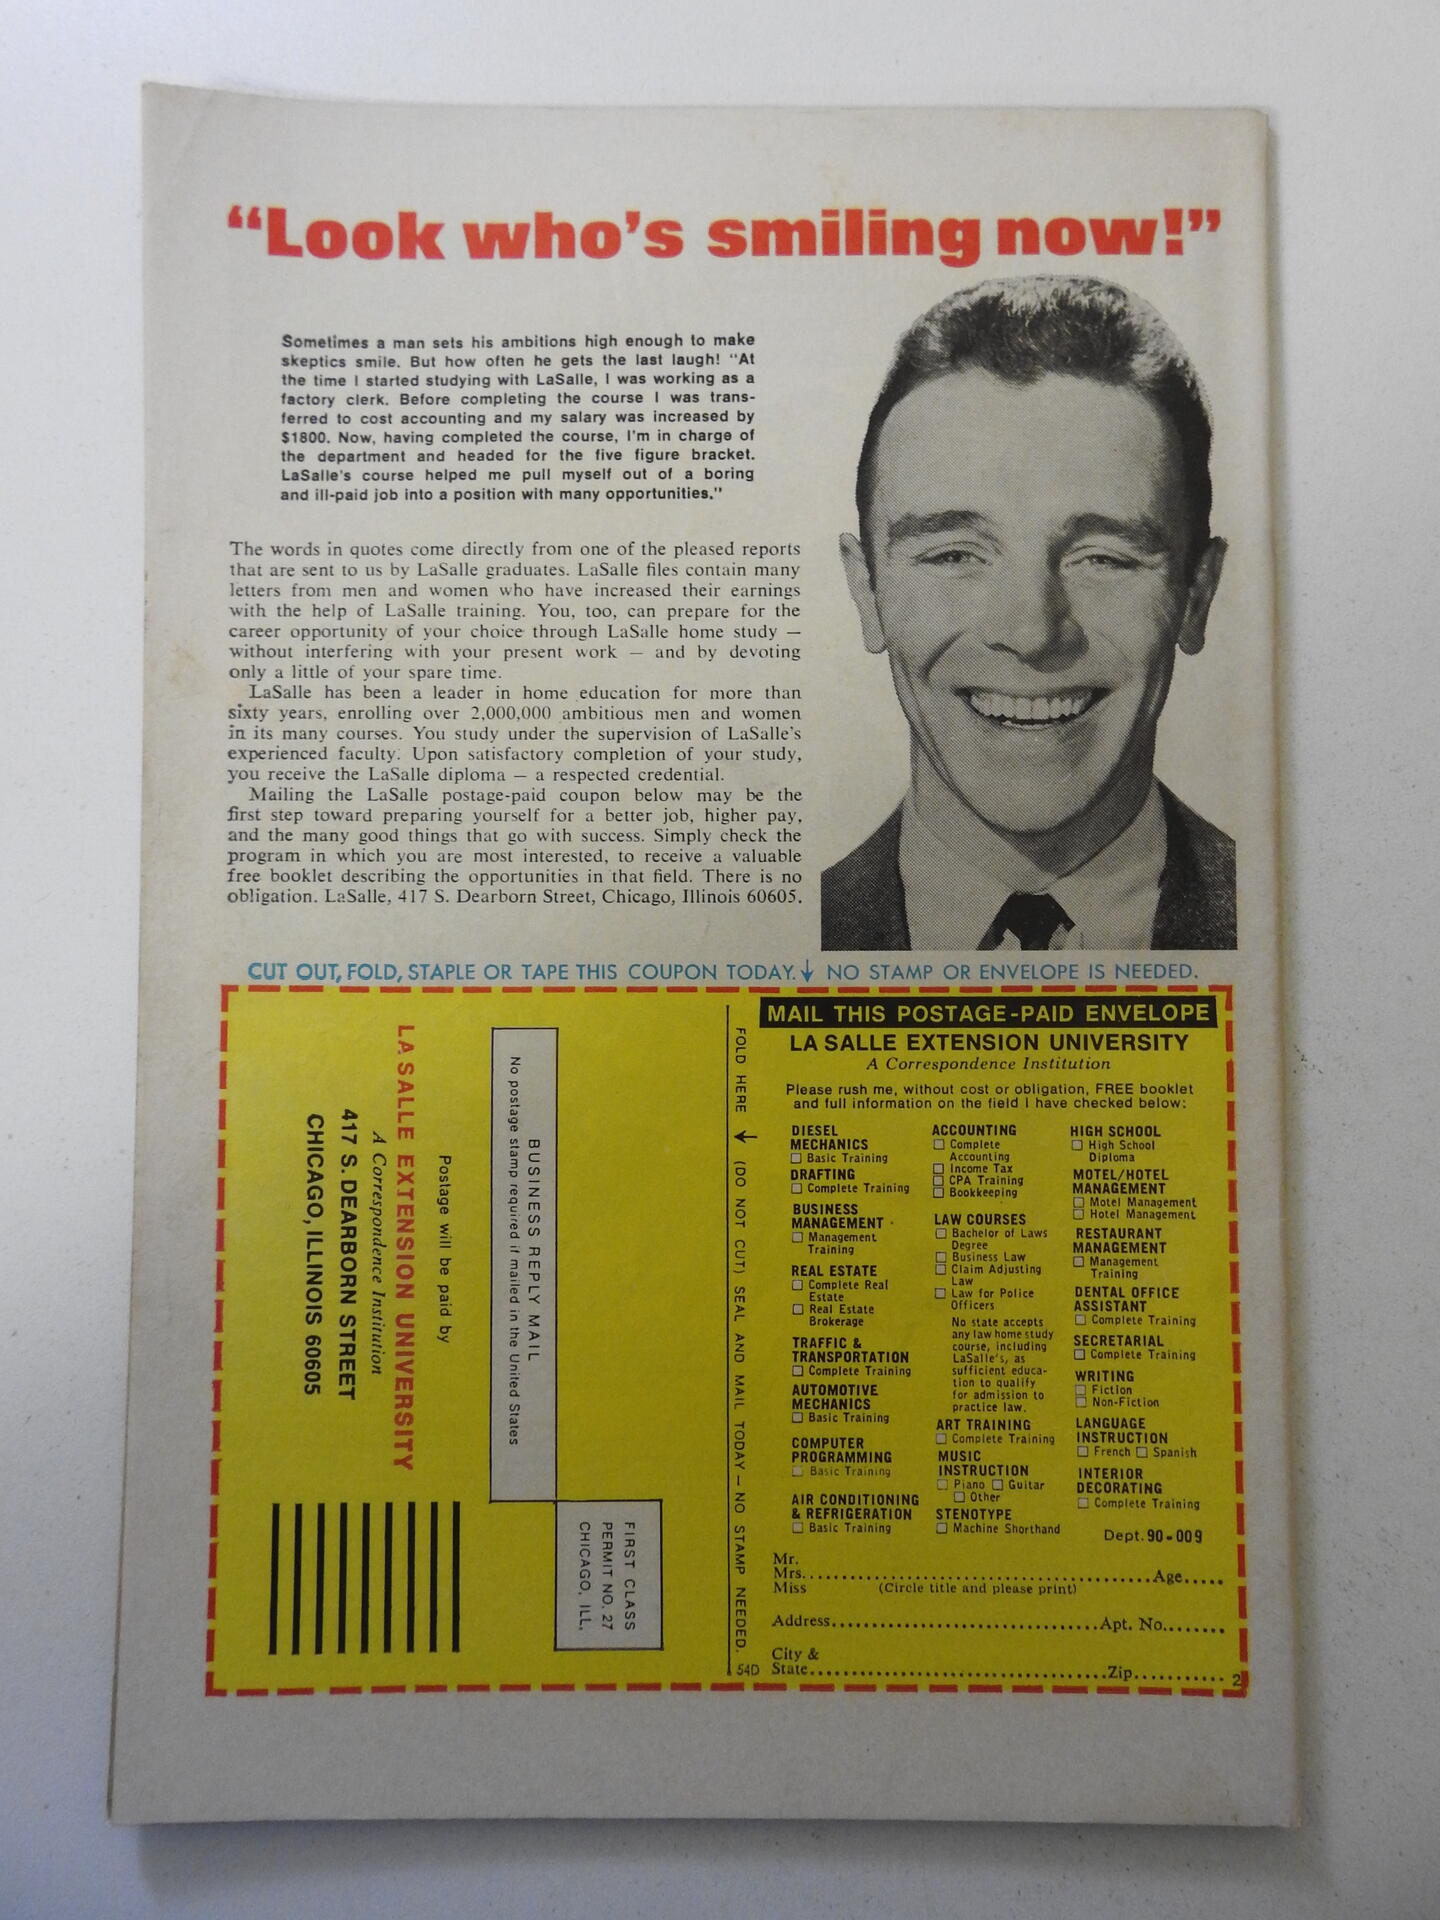 “Look who’s smiling now!”
Sometimes a man sets his ambitions high enough to make
skeptics smile. But how often he gets the last laugh! “At
the time I started studying with LaSalle, I was working as a
factory clerk. Before completing the course I was trans-
ferred to cost accounting and my salary was increased by
$1800. Now, having completed the course, I’m in charge of
the department and headed for the five figure bracket.
LaSalle’s course helped me pull myself out of a boring
and ill-paid job into a position with many opportunities.”
The words in quotes come directly from one of the pleased reports
that are sent to us by LaSalle graduates. LaSalle files contain many
letters from men and women who have increased their earnings
with the help of LaSalle training. You, too, can prepare for the
career opportunity of your choice through LaSalle home study —
without interfering with your present work — and by devoting
only a little of your spare time.
LaSalle has been a leader in home education for more than
sixty years, enrolling over 2,000,000 ambitious men and women
in its many courses. You study under the supervision of LaSalle’s
experienced faculty. Upon satisfactory completion of your study,
you receive the LaSalle diploma — a respected credential.
Mailing the LaSalle postage-paid coupon below may be the
first step toward preparing yourself for a better job, higher pay,
and the many good things that go with success. Simply check the
program in which you are most interested, to receive a valuable
free booklet describing the opportunities in that field. There is no
obligation. LaSalle, 417 S. Dearborn Street, Chicago, Illinois 60605.
CUT OUT, FOLD, STAPLE OR TAPE THIS COUPON TODAY. ↓ NO STAMP OR ENVELOPE IS NEEDED.
FIRST CLASS
PERMIT NO. 27
CHICAGO, ILL.
BUSINESS REPLY MAIL
No postage stamp required if mailed in the United States
Postage will be paid by
LA SALLE EXTENSION UNIVERSITY
A Correspondence Institution
417 S. DEARBORN STREET
CHICAGO, ILLINOIS 60605
FOLD HERE ↓ (DO NOT CUT) SEAL AND MAIL TODAY — NO STAMP NEEDED.
54D
MAIL THIS POSTAGE-PAID ENVELOPE
LA SALLE EXTENSION UNIVERSITY
A Correspondence Institution
Please rush me, without cost or obligation, FREE booklet
and full information on the field I have checked below:
DIESEL
MECHANICS
☐ Basic Training
DRAFTING
☐ Complete Training
BUSINESS
MANAGEMENT
☐ Management
Training
REAL ESTATE
☐ Complete Real
Estate
☐ Real Estate
Brokerage
TRAFFIC &
TRANSPORTATION
☐ Complete Training
AUTOMOTIVE
MECHANICS
☐ Basic Training
COMPUTER
PROGRAMMING
☐ Basic Training
AIR CONDITIONING
& REFRIGERATION
☐ Basic Training
ACCOUNTING
☐ Complete
Accounting
☐ Income Tax
☐ CPA Training
☐ Bookkeeping
LAW COURSES
☐ Bachelor of Laws
Degree
☐ Business Law
☐ Claim Adjusting
Law
☐ Law for Police
Officers
No state accepts
any law home study
course, including
LaSalle’s, as
sufficient educa-
tion to qualify
for admission to
practice law.
ART TRAINING
☐ Complete Training
MUSIC
INSTRUCTION
☐ Piano ☐ Guitar
☐ Other
STENOTYPE
☐ Machine Shorthand
HIGH SCHOOL
☐ High School
Diploma
MOTEL/HOTEL
MANAGEMENT
☐ Motel Management
☐ Hotel Management
RESTAURANT
MANAGEMENT
☐ Management
Training
DENTAL OFFICE
ASSISTANT
☐ Complete Training
SECRETARIAL
☐ Complete Training
WRITING
☐ Fiction
☐ Non-Fiction
LANGUAGE
INSTRUCTION
☐ French ☐ Spanish
INTERIOR
DECORATING
☐ Complete Training
Dept. 90-009
Mr.
Mrs. Age
Miss (Circle title and please print)
Address Apt. No.
City &
State Zip
2